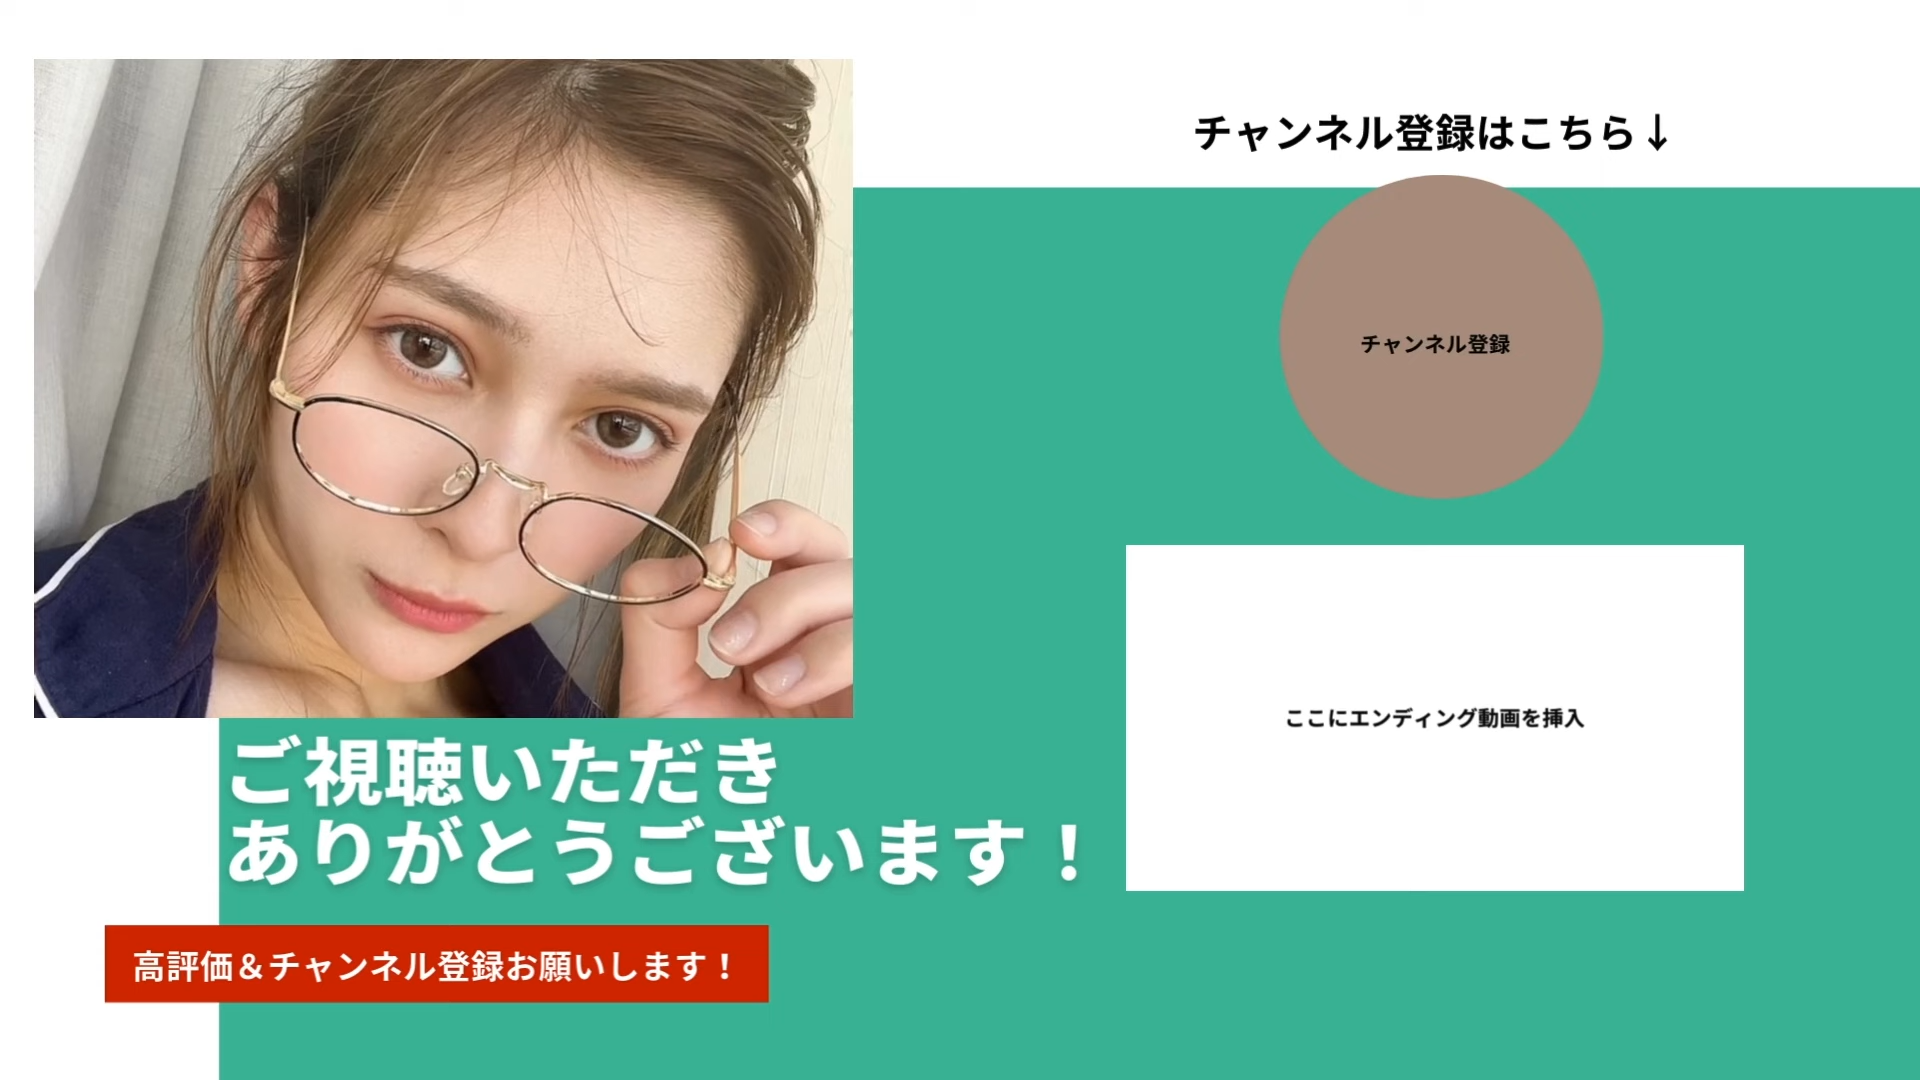 チャンネル登録はこちら↓
チャンネル登録
ここにエンディング動画を挿入
ご視聴いただき
ありがとうございます！
高評価＆チャンネル登録お願いします！